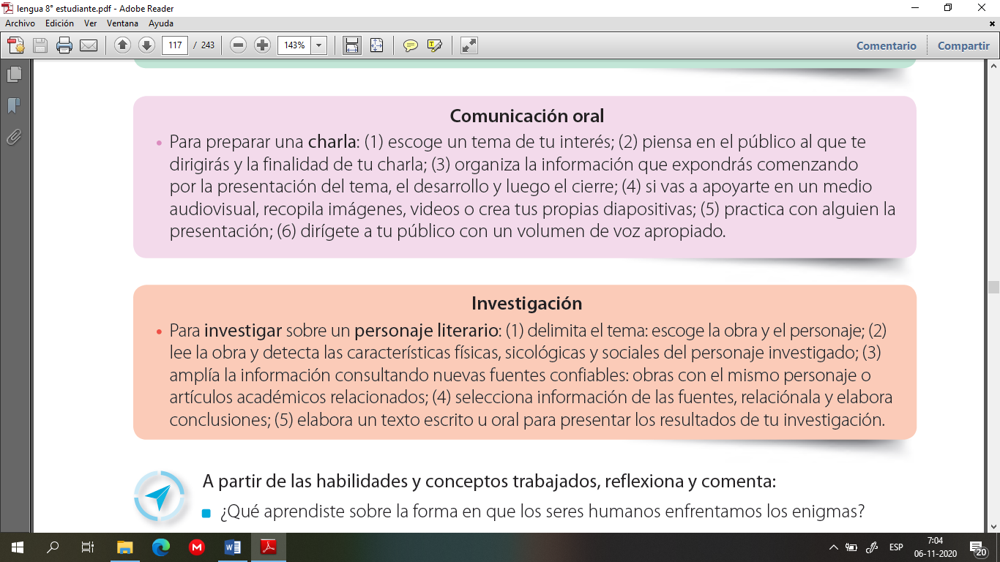 lengua 8° estudiante.pdf - Adobe Reader
Archivo Edición Ver Ventana Ayuda
117 / 243 143% Comentario Compartir
Comunicación oral
• Para preparar una charla: (1) escoge un tema de tu interés; (2) piensa en el público al que te
dirigirás y la finalidad de tu charla; (3) organiza la información que expondrás comenzando
por la presentación del tema, el desarrollo y luego el cierre; (4) si vas a apoyarte en un medio
audiovisual, recopila imágenes, videos o crea tus propias diapositivas; (5) practica con alguien la
presentación; (6) dirígete a tu público con un volumen de voz apropiado.
Investigación
• Para investigar sobre un personaje literario: (1) delimita el tema: escoge la obra y el personaje; (2)
lee la obra y detecta las características físicas, sicológicas y sociales del personaje investigado; (3)
amplía la información consultando nuevas fuentes confiables: obras con el mismo personaje o
artículos académicos relacionados; (4) selecciona información de las fuentes, relaciónala y elabora
conclusiones; (5) elabora un texto escrito u oral para presentar los resultados de tu investigación.
A partir de las habilidades y conceptos trabajados, reflexiona y comenta:
¿Qué aprendiste sobre la forma en que los seres humanos enfrentamos los enigmas?
ESP
7:04
06-11-2020
20